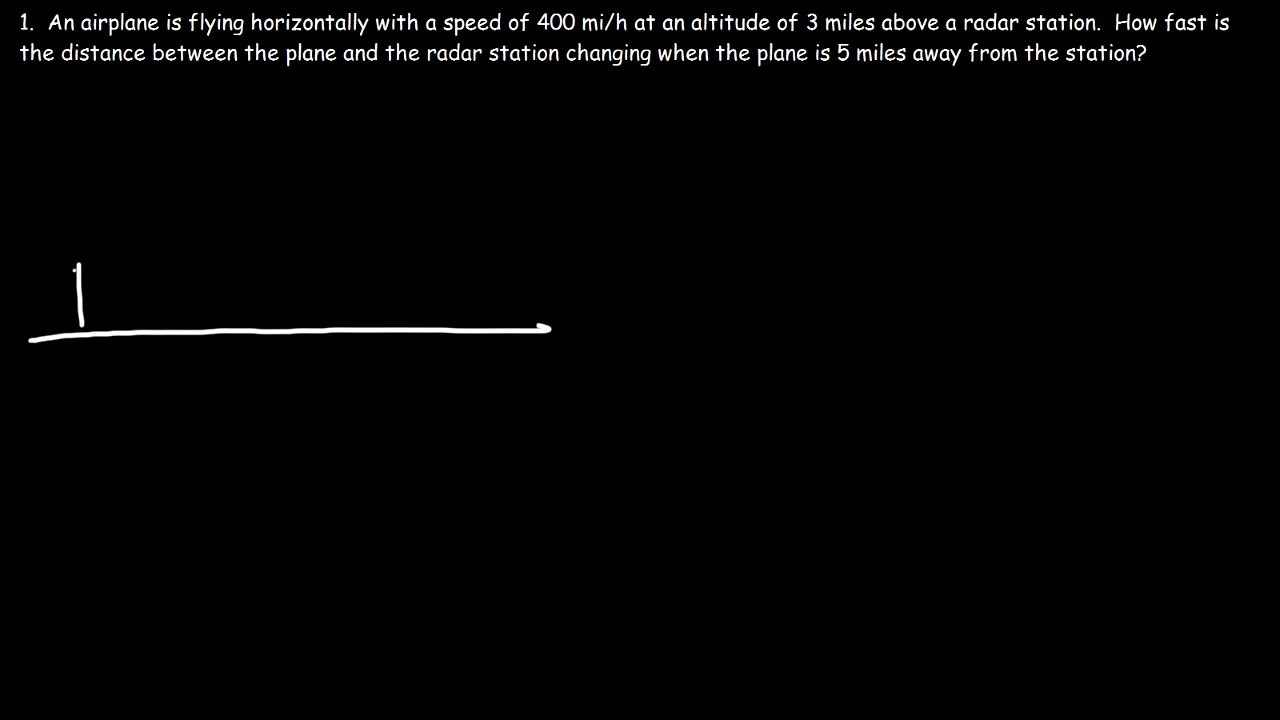 1. An airplane is flying horizontally with a speed of 400 mi/h at an altitude of 3 miles above a radar station. How fast is
the distance between the plane and the radar station changing when the plane is 5 miles away from the station?